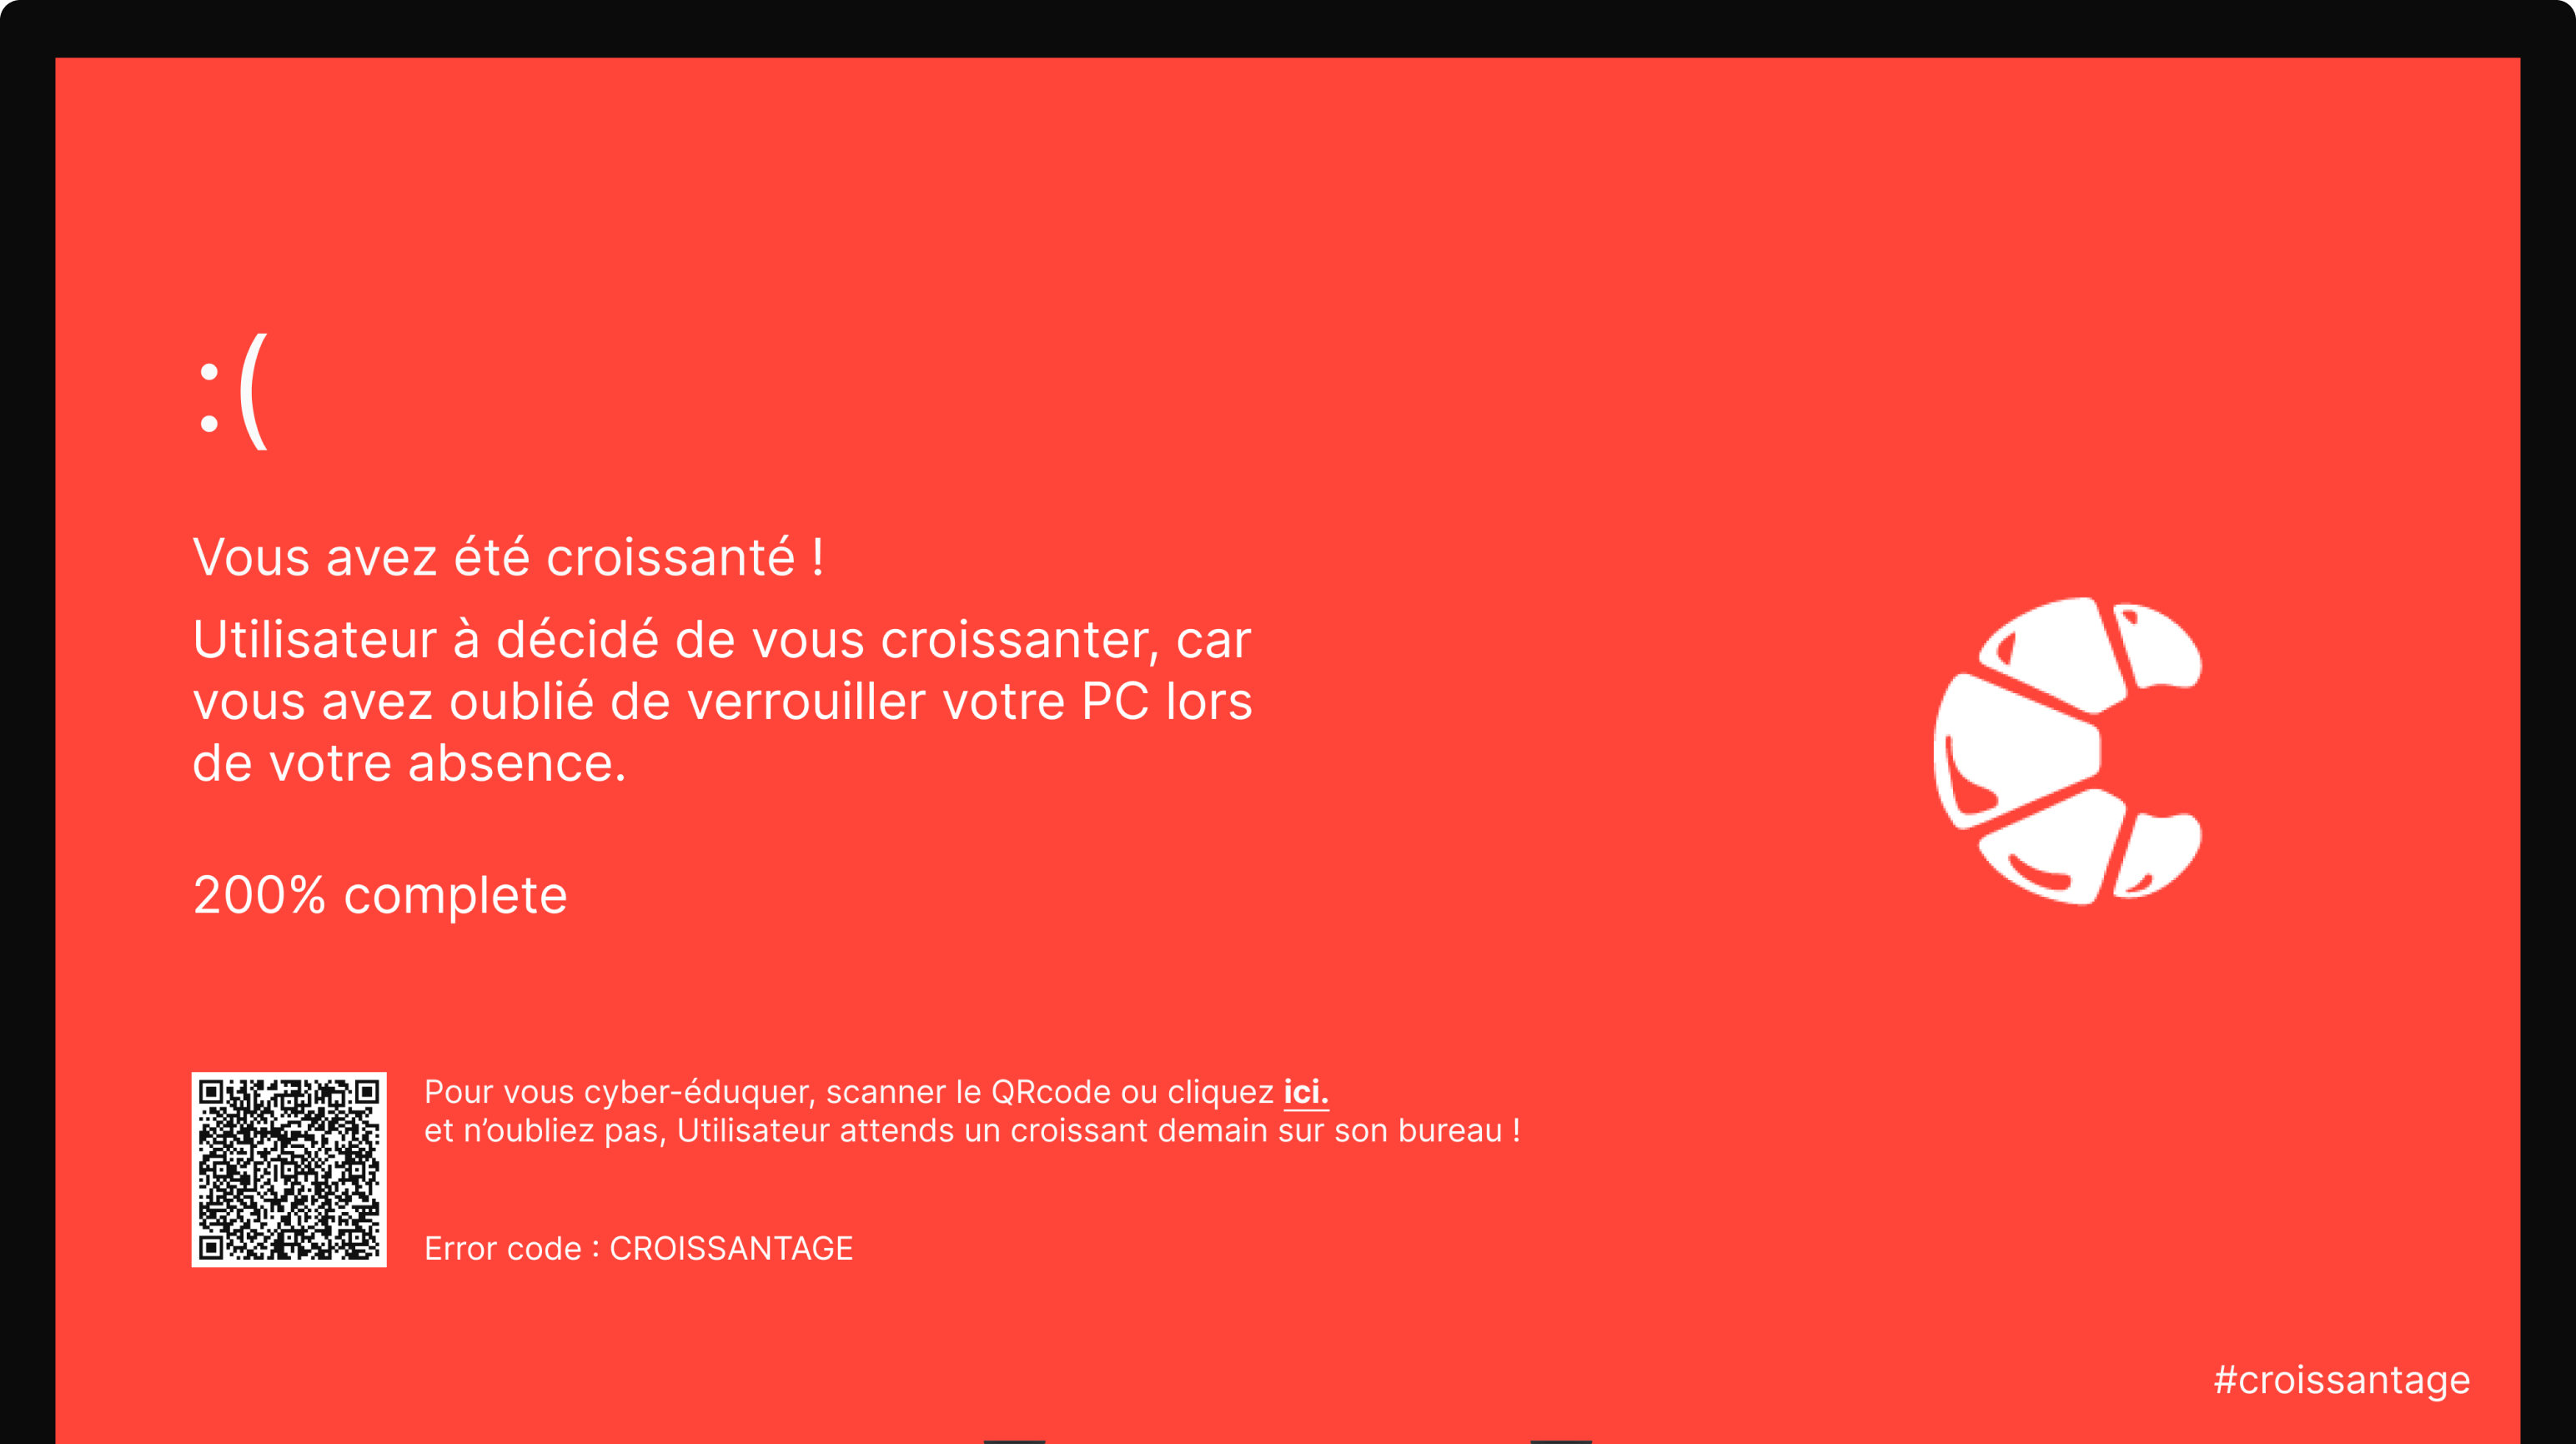 :(
Vous avez été croissanté !
Utilisateur à décidé de vous croissanter, car
vous avez oublié de verrouiller votre PC lors
de votre absence.
200% complete
Pour vous cyber-éduquer, scanner le QRcode ou cliquez ici.
et n’oubliez pas, Utilisateur attends un croissant demain sur son bureau !
Error code : CROISSANTAGE
#croissantage